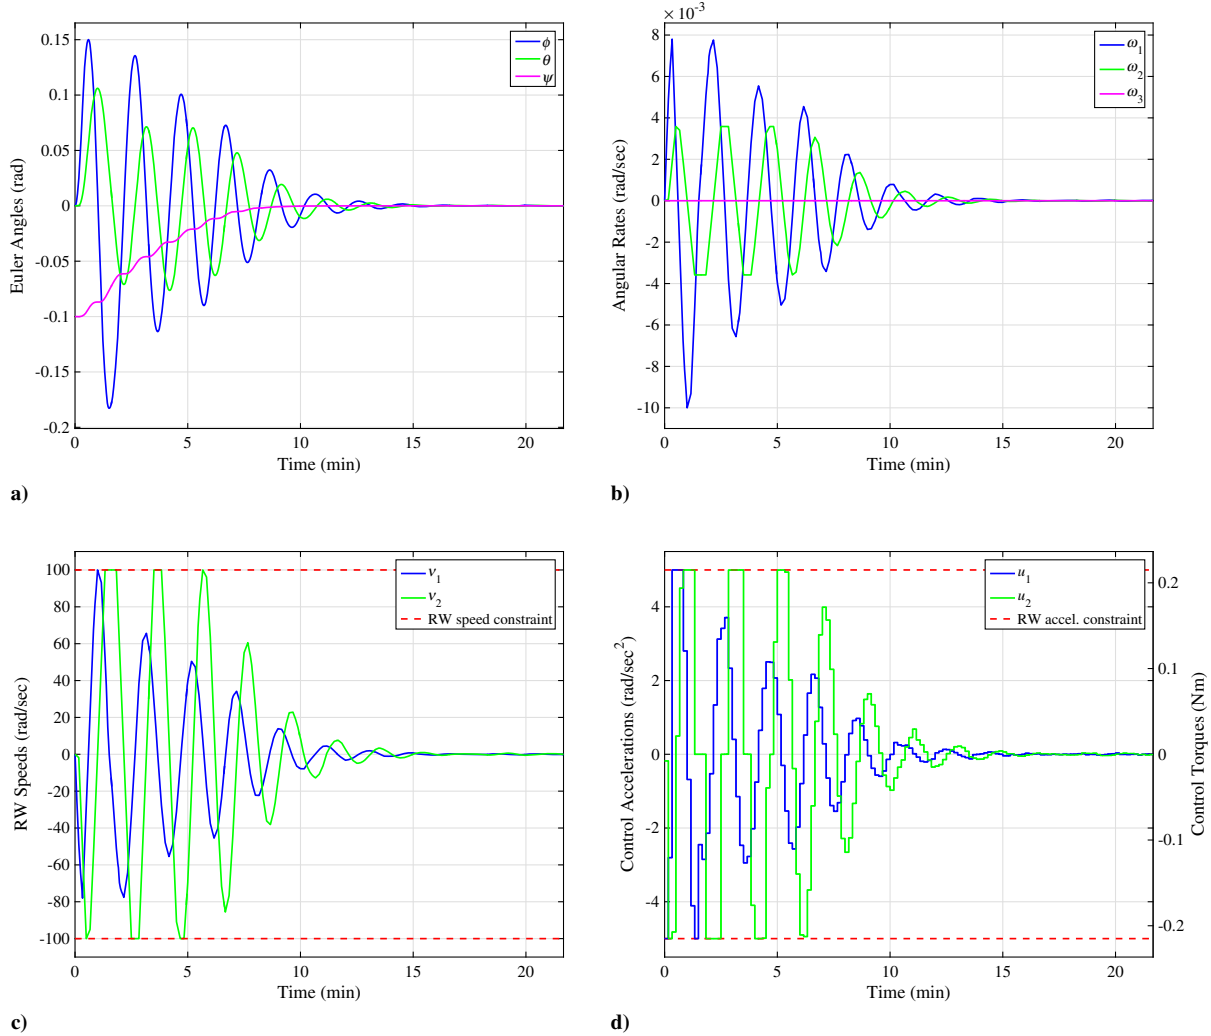 0.15
0.1
0.05
0
-0.05
-0.1
-0.15
-0.2
0 5 10 15 20
Time (min)
Euler Angles (rad)
ϕ
θ
ψ
a)
×10⁻³
8
6
4
2
0
-2
-4
-6
-8
-10
0 5 10 15 20
Time (min)
Angular Rates (rad/sec)
ω₁
ω₂
ω₃
b)
100
80
60
40
20
0
-20
-40
-60
-80
-100
0 5 10 15 20
Time (min)
RW Speeds (rad/sec)
ν₁
ν₂
RW speed constraint
c)
4
2
0
-2
-4
0 5 10 15 20
Time (min)
Control Accelerations (rad/sec²)
u₁
u₂
RW accel. constraint
0.2
0.1
0
-0.1
-0.2
Control Torques (Nm)
d)